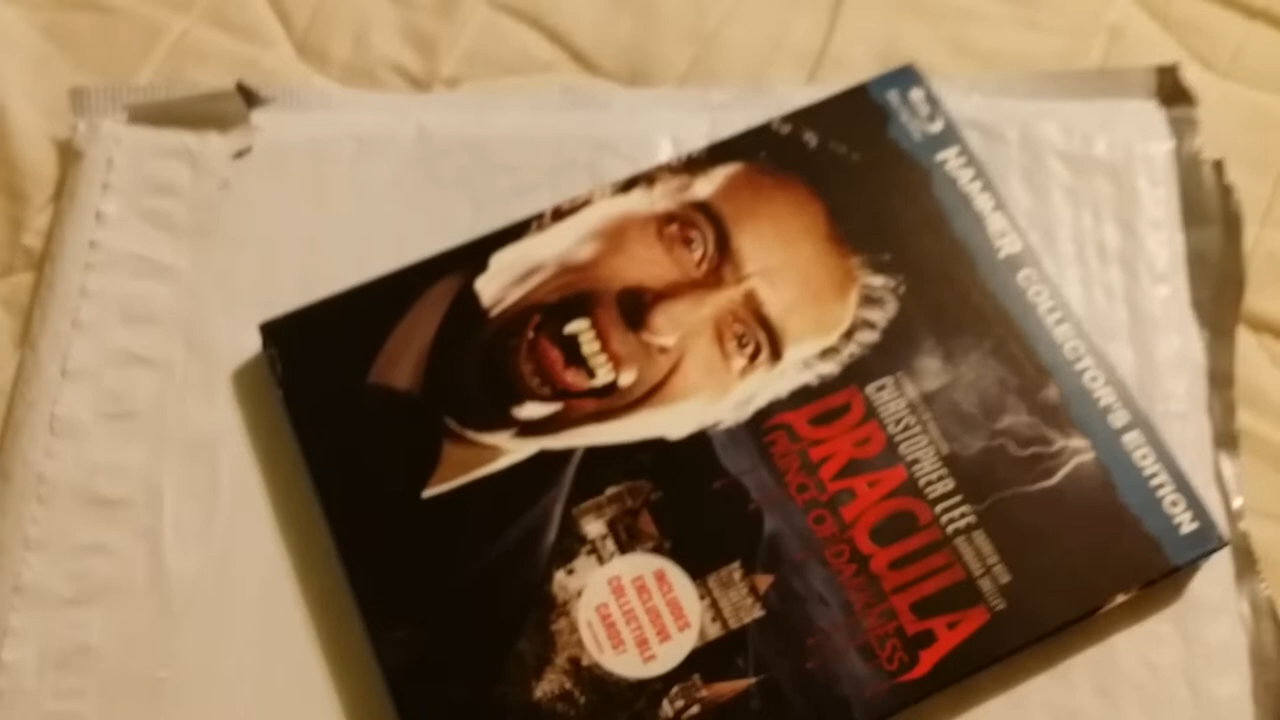 HAMMER COLLECTOR'S EDITION
CHRISTOPHER LEE
DRACULA
PRINCE OF DARKNESS
INCLUDES
EXCLUSIVE
COLLECTIBLE
CARDS!